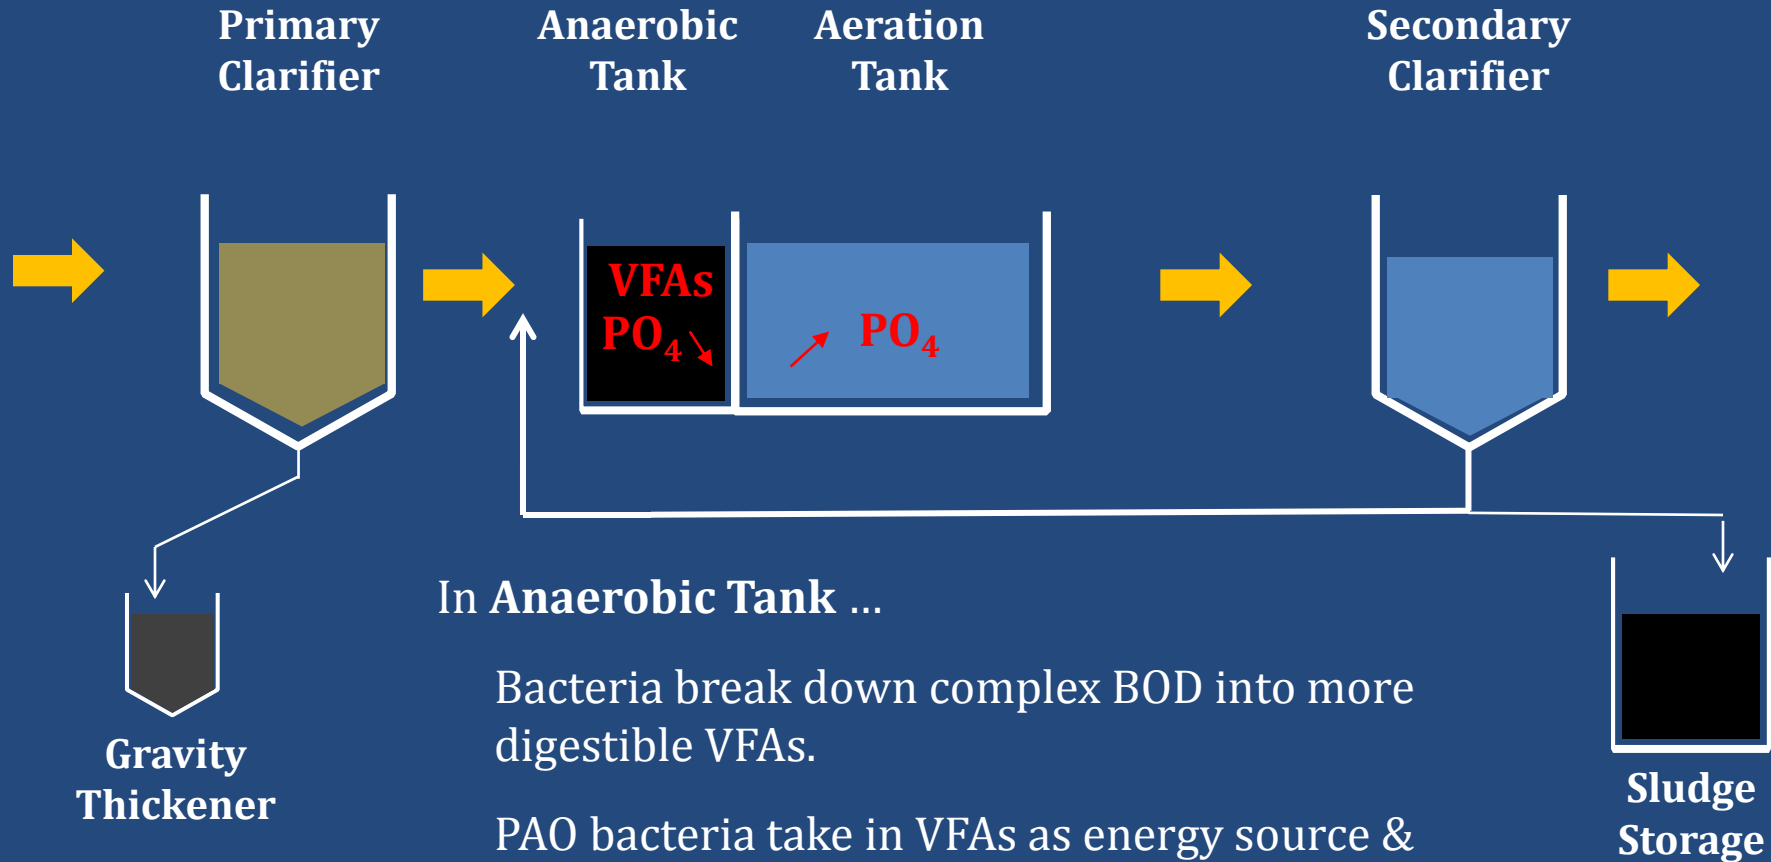 Primary
Clarifier
Anaerobic
Tank
Aeration
Tank
Secondary
Clarifier
VFAs
PO₄
PO₄
In Anaerobic Tank ...
Bacteria break down complex BOD into more
digestible VFAs.
PAO bacteria take in VFAs as energy source &
Gravity
Thickener
Sludge
Storage